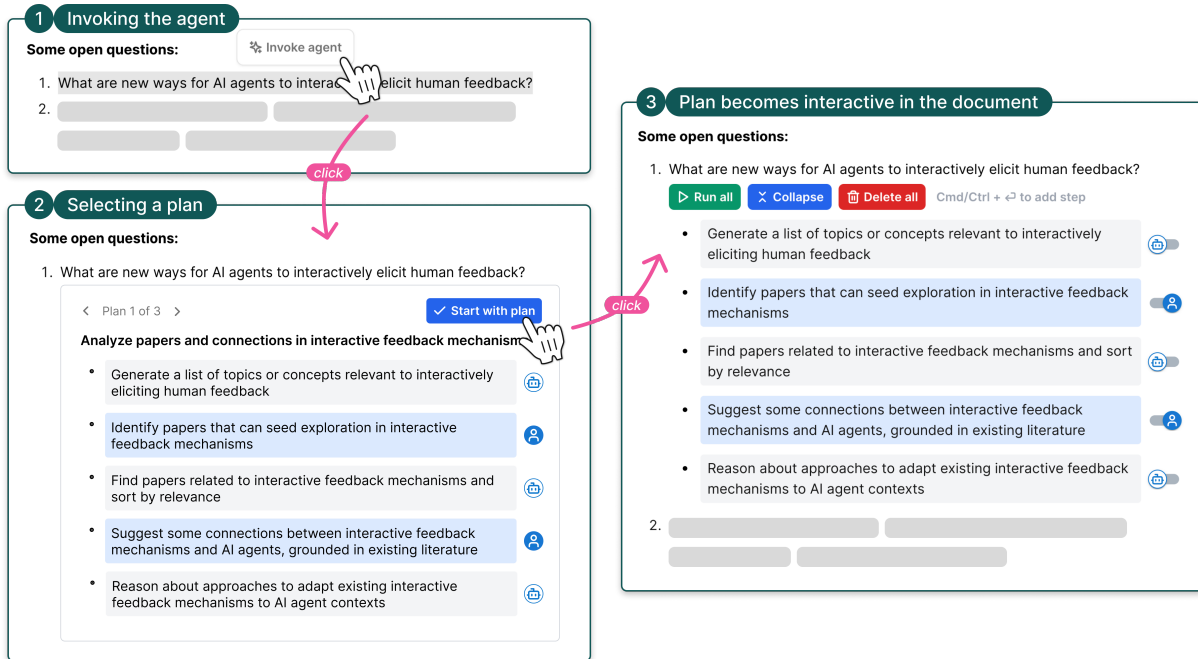 1 Invoking the agent
Some open questions:
Invoke agent
1. What are new ways for AI agents to interac elicit human feedback?
2.
click
2 Selecting a plan
Some open questions:
1. What are new ways for AI agents to interactively elicit human feedback?
Plan 1 of 3
Start with plan
Analyze papers and connections in interactive feedback mechanism
• Generate a list of topics or concepts relevant to interactively
eliciting human feedback
• Identify papers that can seed exploration in interactive
feedback mechanisms
• Find papers related to interactive feedback mechanisms and
sort by relevance
• Suggest some connections between interactive feedback
mechanisms and AI agents, grounded in existing literature
• Reason about approaches to adapt existing interactive
feedback mechanisms to AI agent contexts
click
3 Plan becomes interactive in the document
Some open questions:
1. What are new ways for AI agents to interactively elicit human feedback?
Run all Collapse Delete all Cmd/Ctrl + ↵ to add step
• Generate a list of topics or concepts relevant to interactively
eliciting human feedback
• Identify papers that can seed exploration in interactive feedback
mechanisms
• Find papers related to interactive feedback mechanisms and sort
by relevance
• Suggest some connections between interactive feedback
mechanisms and AI agents, grounded in existing literature
• Reason about approaches to adapt existing interactive feedback
mechanisms to AI agent contexts
2.